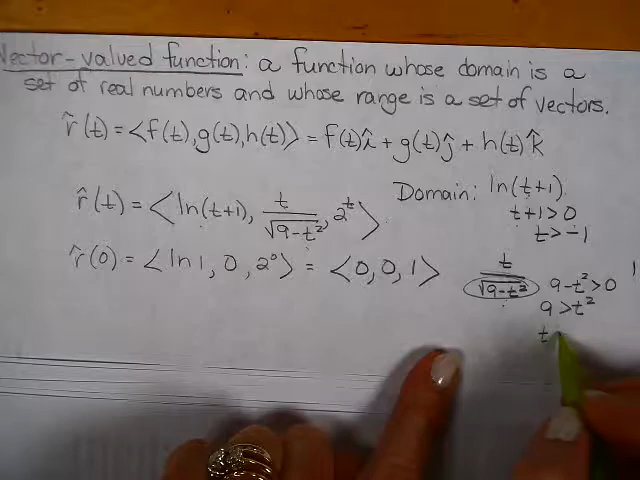 Vector-valued function: a function whose domain is a
set of real numbers and whose range is a set of vectors.
r̂(t) = <f(t), g(t), h(t)> = f(t)î + g(t)ĵ + h(t)k̂
r̂(t) = <ln(t+1), t/√(9-t²), 2^t>
r̂(0) = <ln 1, 0, 2⁰> = <0, 0, 1>
Domain: ln(t+1)
t+1>0
t>-1
t/√(9-t²) 9-t²>0
9>t²
t